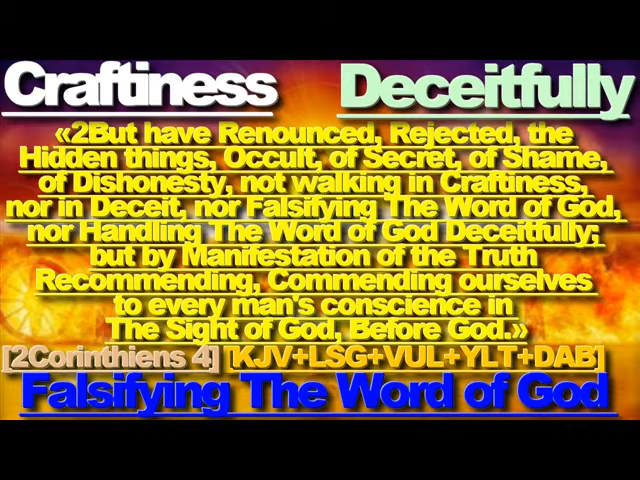 Craftiness Deceitfully
«2But have Renounced, Rejected, the
Hidden things, Occult, of Secret, of Shame,
of Dishonesty, not walking in Craftiness,
nor in Deceit, nor Falsifying The Word of God,
nor Handling The Word of God Deceitfully;
but by Manifestation of the Truth
Recommending, Commending ourselves
to every man's conscience in
The Sight of God, Before God.»
[2Corinthiens 4] [KJV+LSG+VUL+YLT+DAB]
Falsifying The Word of God